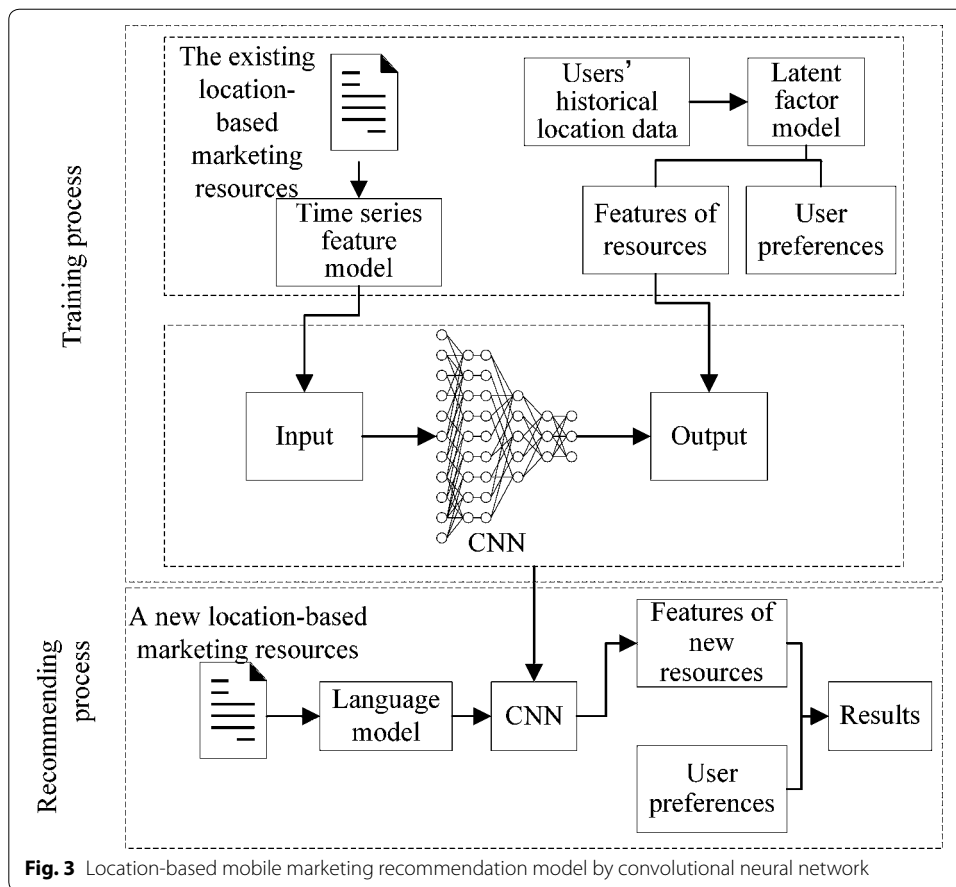 The existing
location-
based
marketing
resources
Users'
historical
location data
Latent
factor
model
Time series
feature
model
Features of
resources
User
preferences
Training process
Input
CNN
Output
A new location-based
marketing resources
Language
model
CNN
Features of
new
resources
User
preferences
Results
Recommending
process
Fig. 3 Location-based mobile marketing recommendation model by convolutional neural network